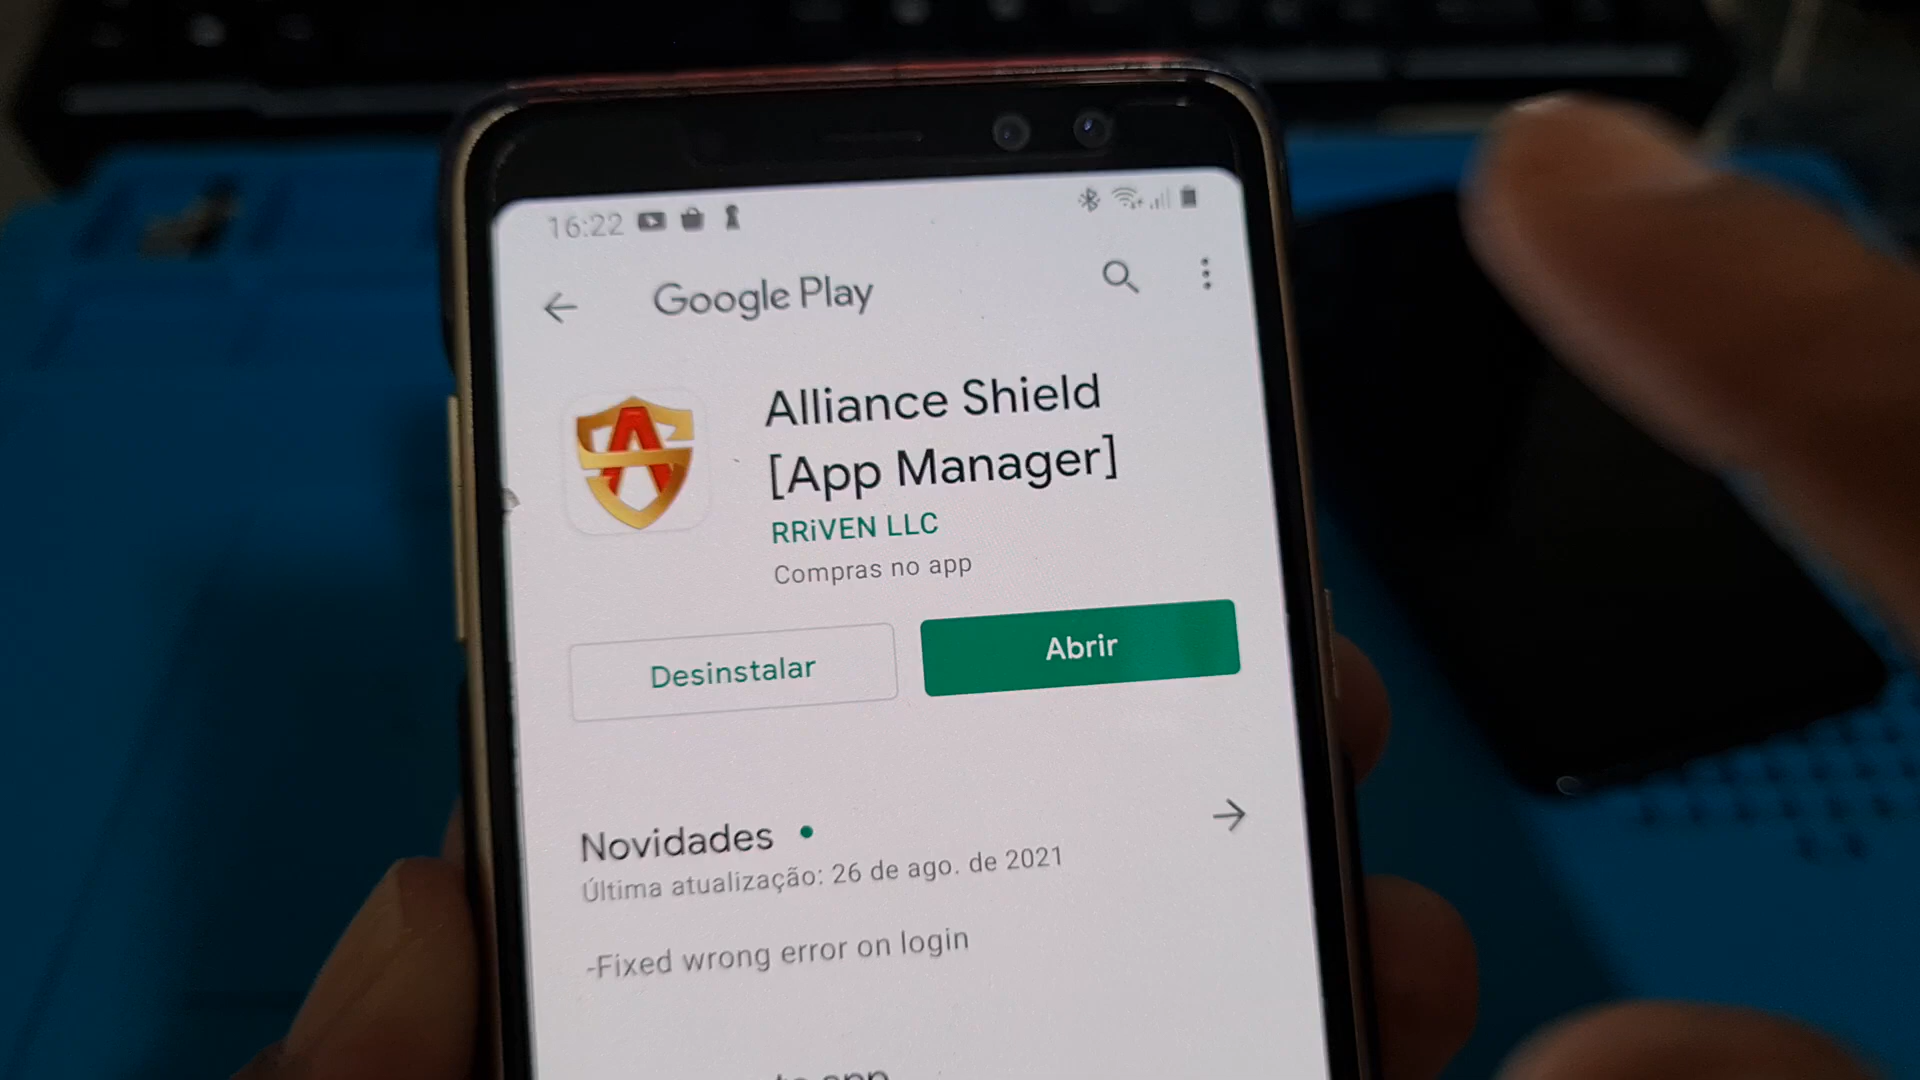 16:22
Google Play
Alliance Shield
[App Manager]
RRiVEN LLC
Compras no app
Desinstalar
Abrir
Novidades
Última atualização: 26 de ago. de 2021
-Fixed wrong error on login